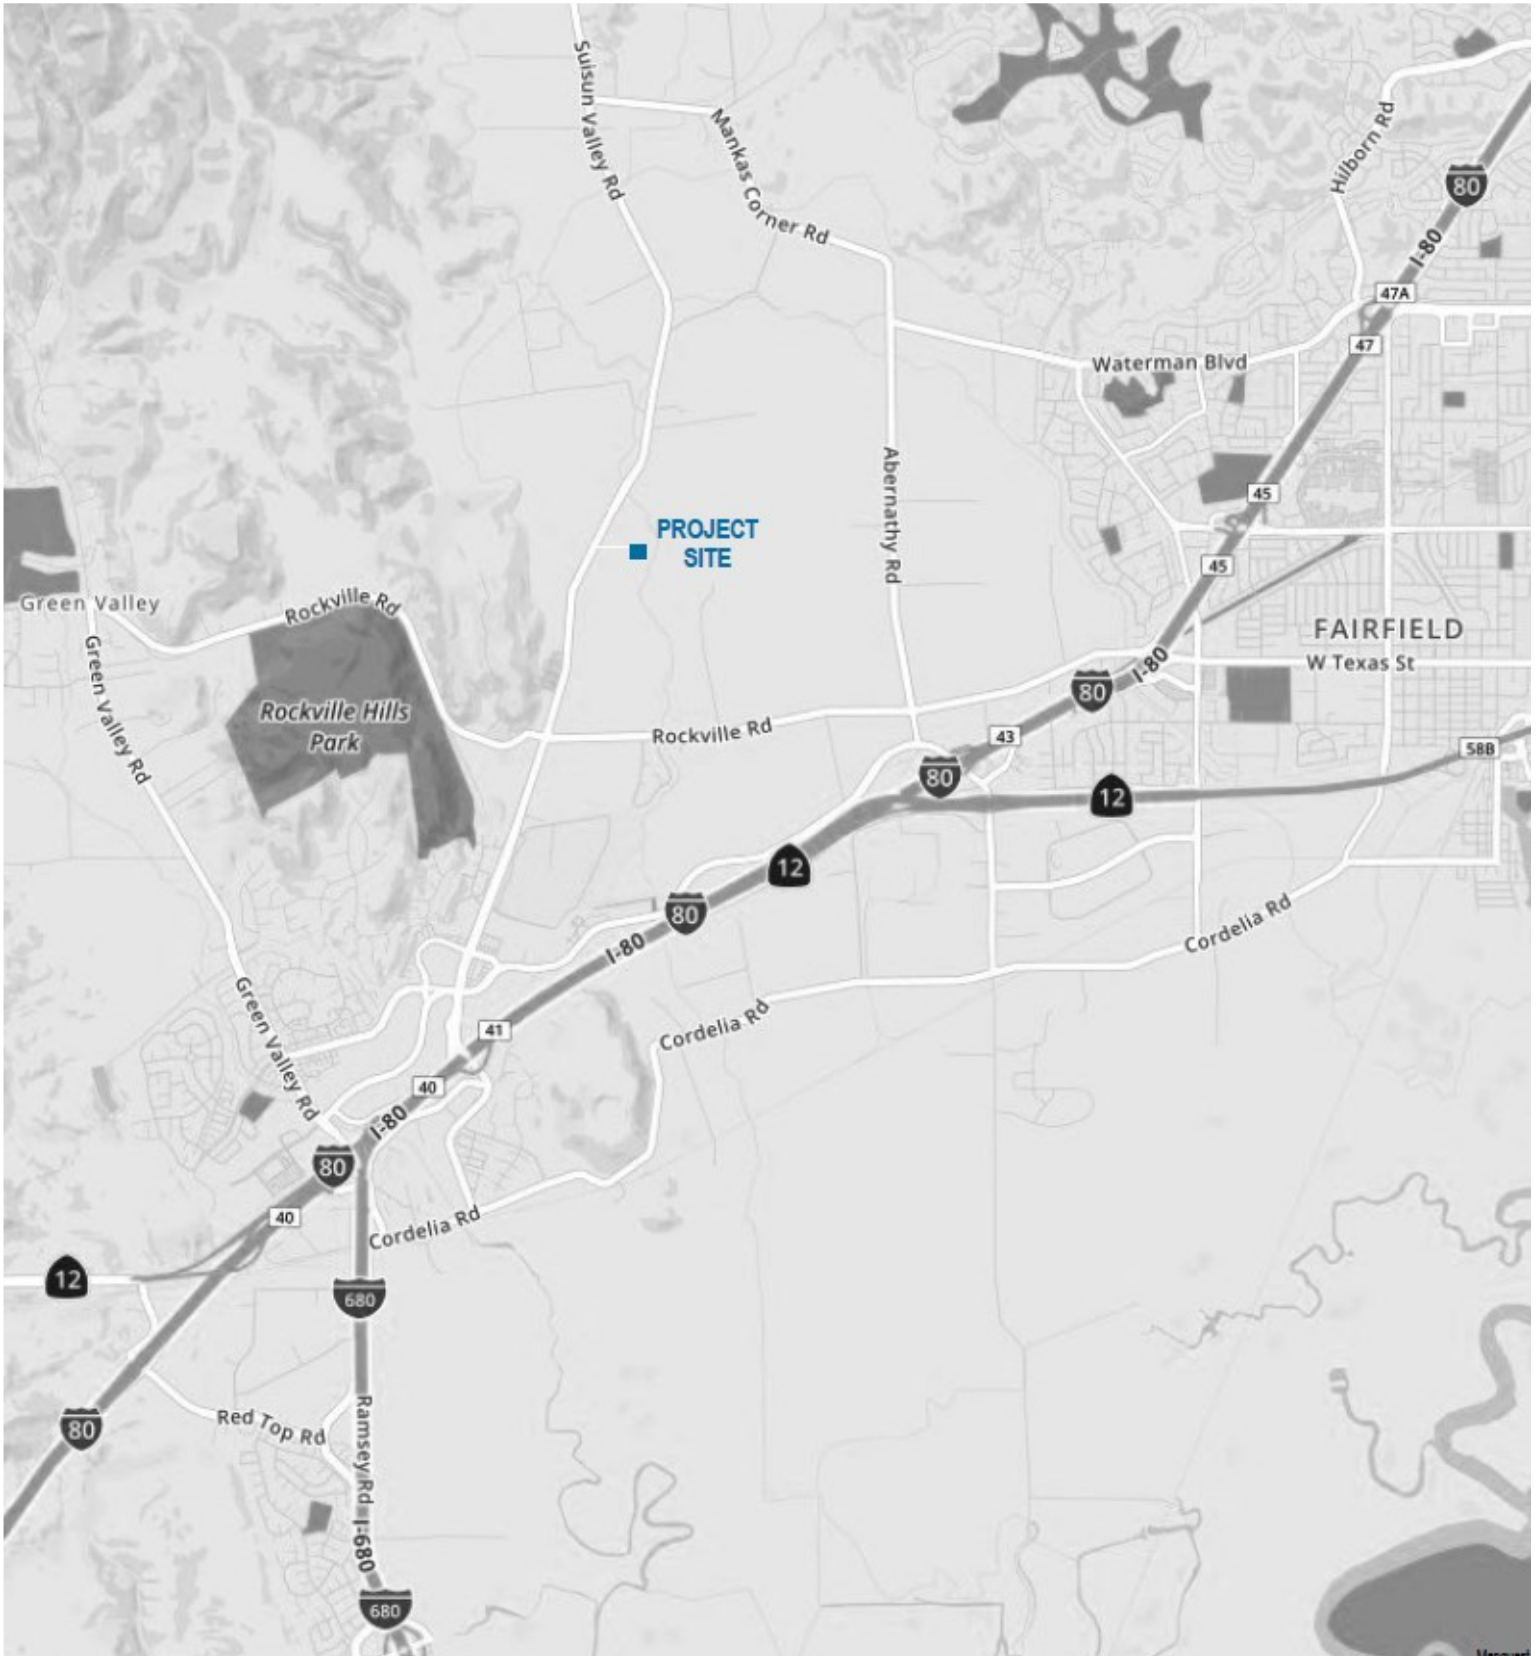 Suisun Valley Rd
Mankas Corner Rd
Hilborn Rd
80
I-80
47A
47
Waterman Blvd
Abernathy Rd
45
PROJECT
SITE
45
Green Valley
Rockville Rd
FAIRFIELD
W Texas St
I-80
80
Green Valley Rd
Rockville Hills
Park
Rockville Rd
43
58B
80
12
12
80
I-80
Cordelia Rd
Green Valley Rd
41
Cordelia Rd
40
I-80
80
40
Cordelia Rd
12
680
80
Red Top Rd
Ramsey Rd
I-680
680